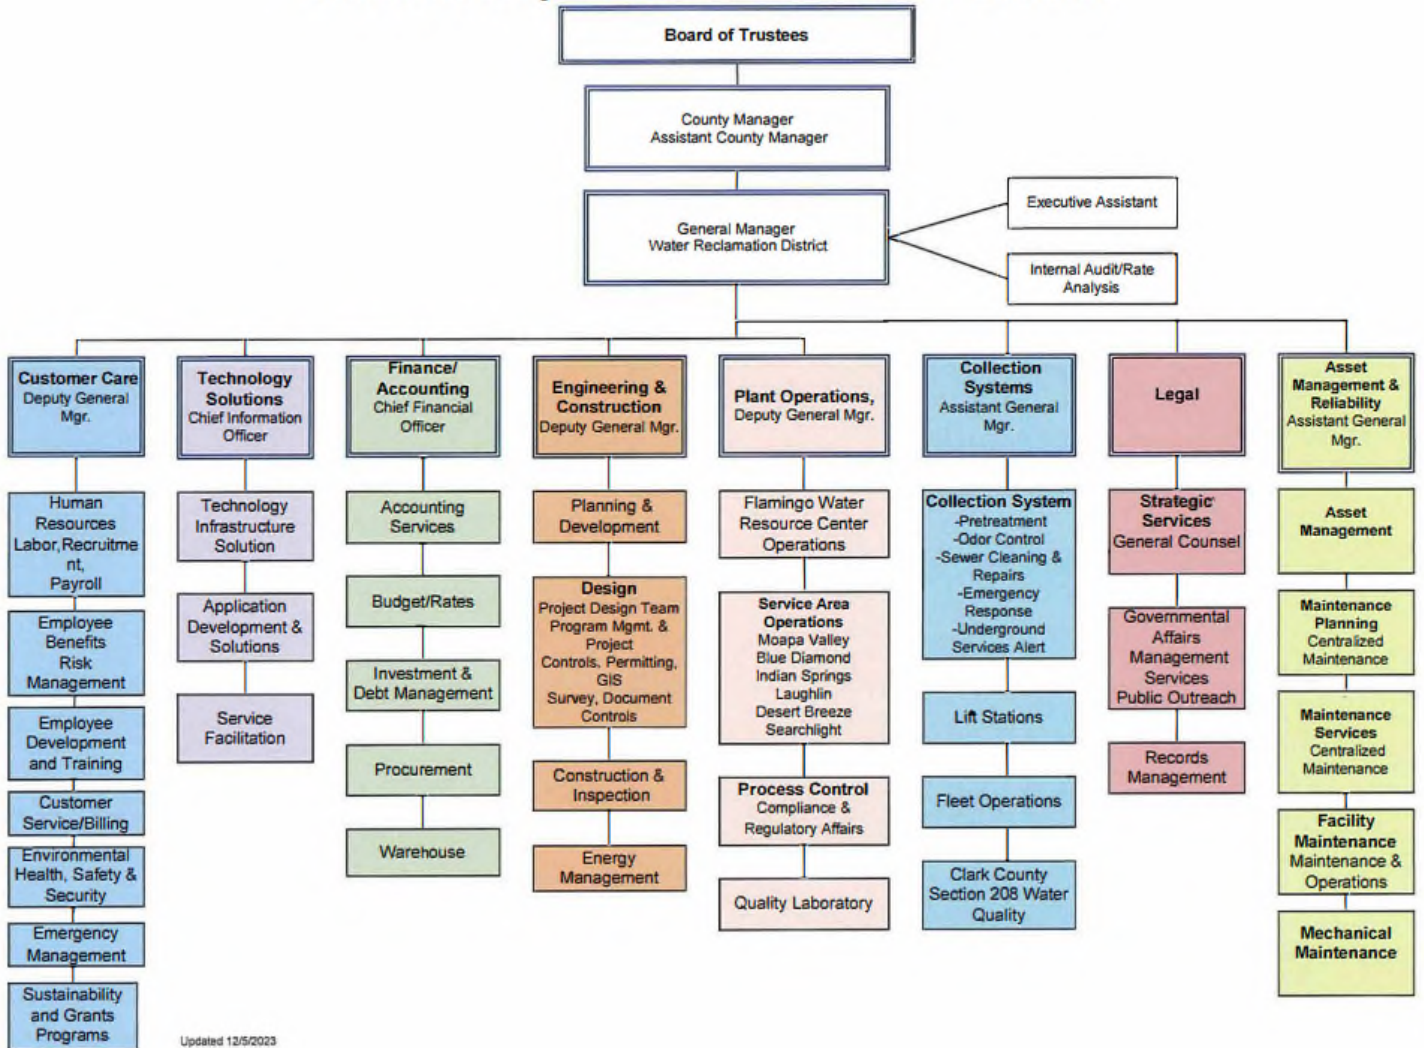 Board of Trustees
County Manager
Assistant County Manager
General Manager
Water Reclamation District
Executive Assistant
Internal Audit/Rate
Analysis
Customer Care
Deputy General
Mgr.
Human
Resources
Labor,Recruitme
nt,
Payroll
Employee
Benefits
Risk
Management
Employee
Development
and Training
Customer
Service/Billing
Environmental
Health, Safety &
Security
Emergency
Management
Sustainability
and Grants
Programs
Technology
Solutions
Chief Information
Officer
Technology
Infrastructure
Solution
Application
Development &
Solutions
Service
Facilitation
Finance/
Accounting
Chief Financial
Officer
Accounting
Services
Budget/Rates
Investment &
Debt Management
Procurement
Warehouse
Engineering &
Construction
Deputy General Mgr.
Planning &
Development
Design
Project Design Team
Program Mgmt. &
Project
Controls, Permitting,
GIS
Survey, Document
Controls
Construction &
Inspection
Energy
Management
Plant Operations,
Deputy General Mgr.
Flamingo Water
Resource Center
Operations
Service Area
Operations
Moapa Valley
Blue Diamond
Indian Springs
Laughlin
Desert Breeze
Searchlight
Process Control
Compliance &
Regulatory Affairs
Quality Laboratory
Collection
Systems
Assistant General
Mgr.
Collection System
-Pretreatment
-Odor Control
-Sewer Cleaning &
Repairs
-Emergency
Response
-Underground
Services Alert
Lift Stations
Fleet Operations
Clark County
Section 208 Water
Quality
Legal
Strategic
Services
General Counsel
Governmental
Affairs
Management
Services
Public Outreach
Records
Management
Asset
Management &
Reliability
Assistant General
Mgr.
Asset
Management
Maintenance
Planning
Centralized
Maintenance
Maintenance
Services
Centralized
Maintenance
Facility
Maintenance
Maintenance &
Operations
Mechanical
Maintenance
Updated 12/5/2023